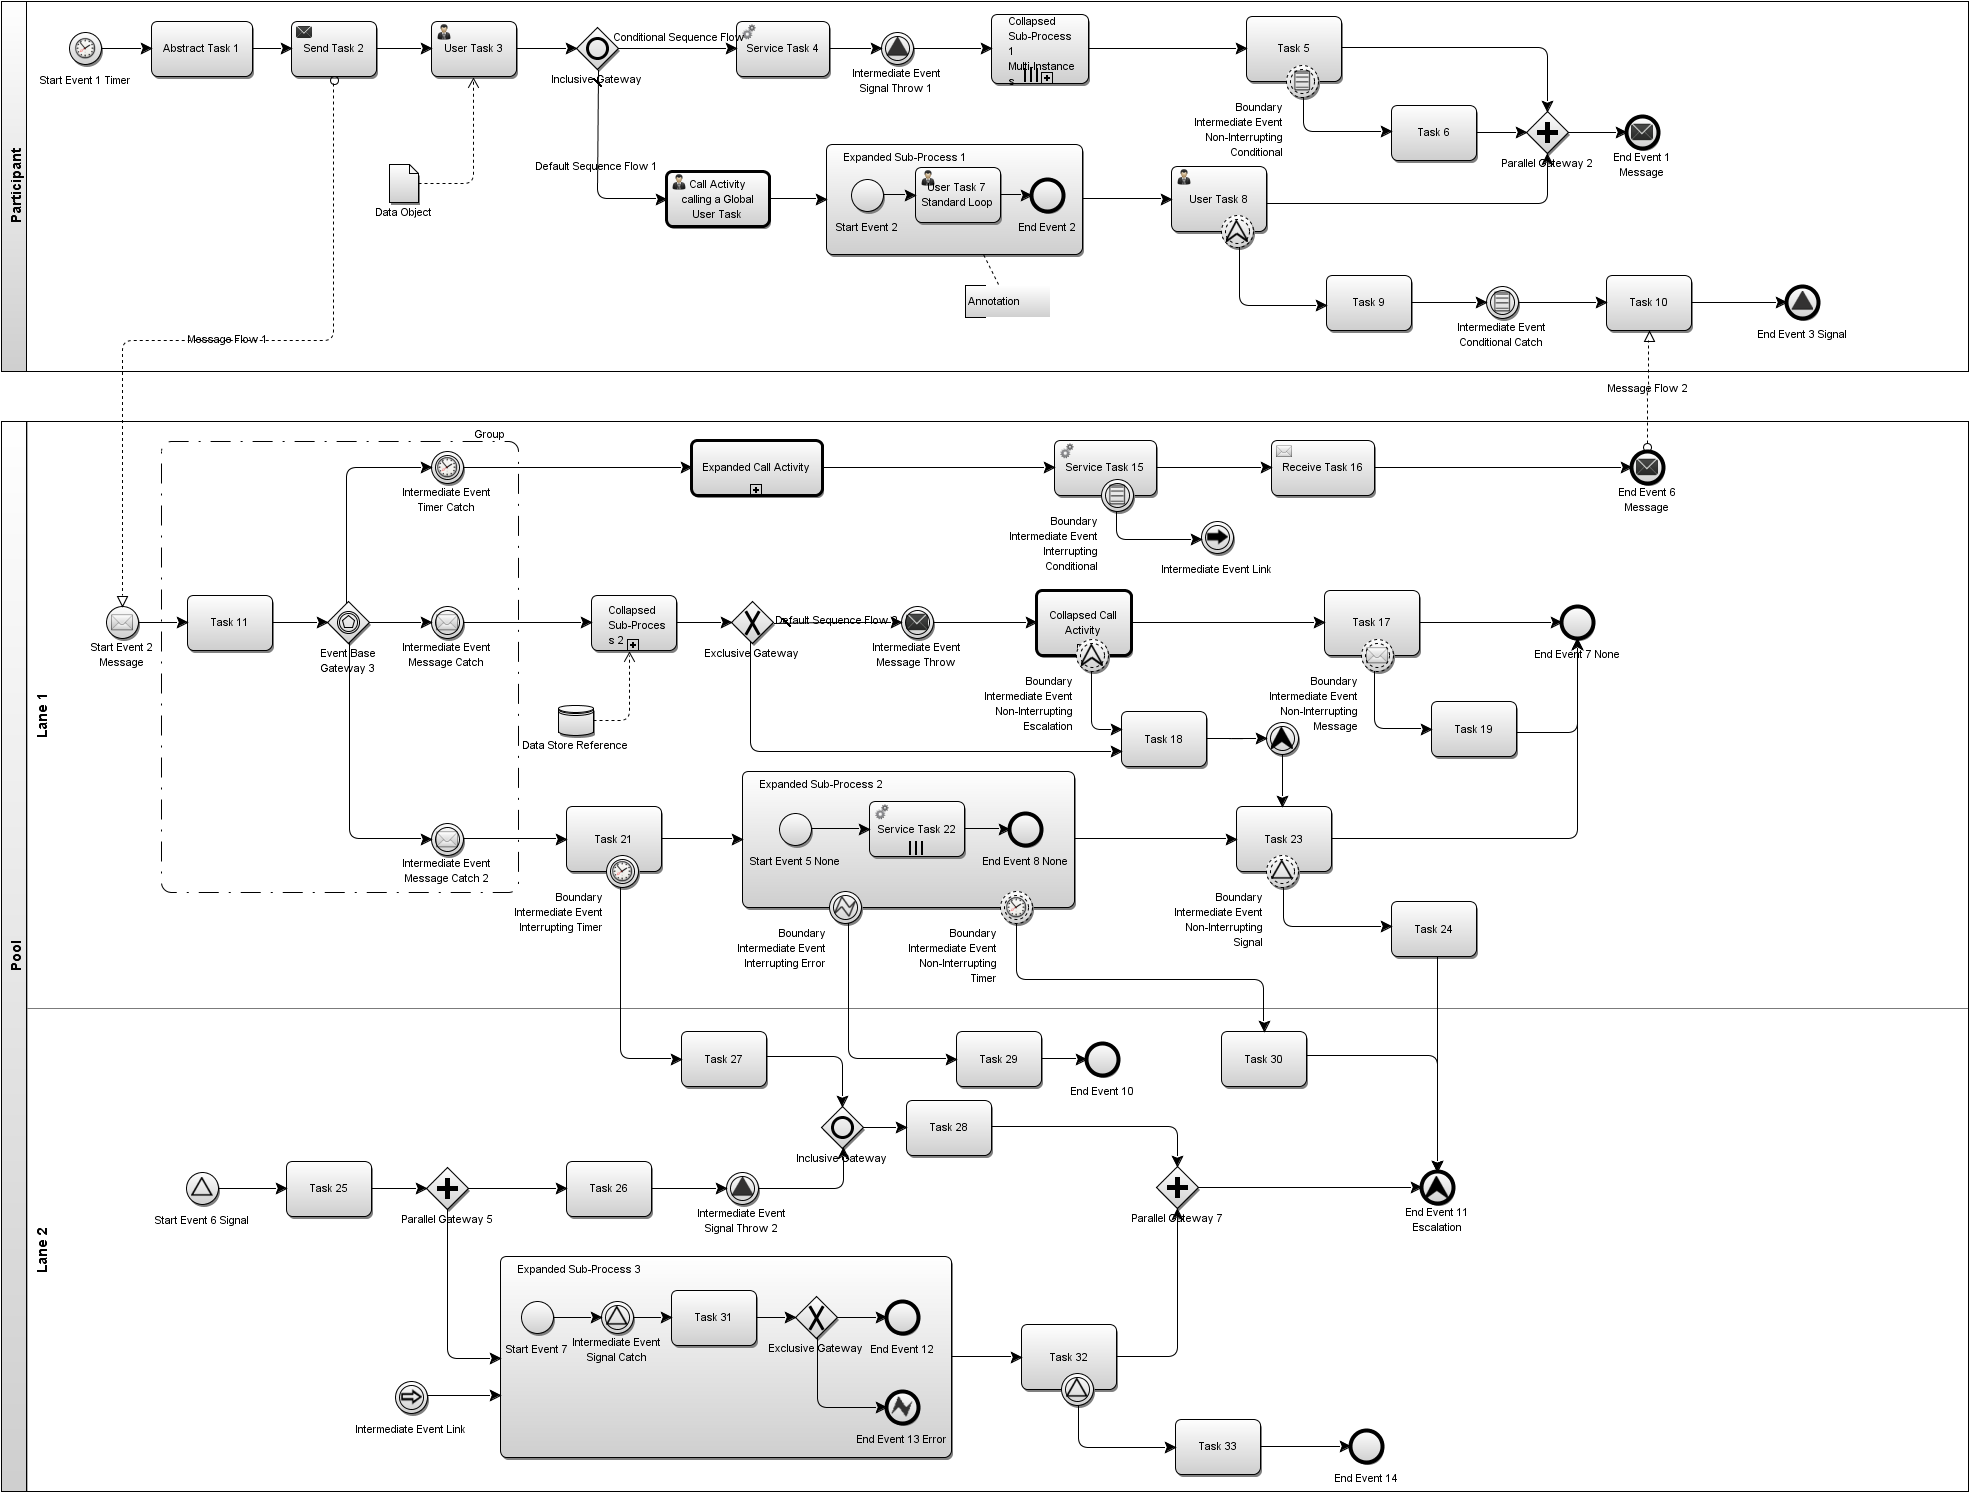 Participant
Start Event 1 Timer
Abstract Task 1
Send Task 2
User Task 3
Inclusive Gateway
Conditional Sequence Flow
Service Task 4
Intermediate Event
Signal Throw 1
Collapsed
Sub-Process
1
Multi-Instance
s
Task 5
Boundary
Intermediate Event
Non-Interrupting
Conditional
Task 6
Parallel Gateway 2
End Event 1
Message
Data Object
Default Sequence Flow 1
Call Activity
calling a Global
User Task
Expanded Sub-Process 1
Start Event 2
User Task 7
Standard Loop
End Event 2
Annotation
User Task 8
Task 9
Intermediate Event
Conditional Catch
Task 10
End Event 3 Signal
Message Flow 1
Message Flow 2
Pool
Lane 1
Group
Intermediate Event
Timer Catch
Expanded Call Activity
Service Task 15
Receive Task 16
End Event 6
Message
Boundary
Intermediate Event
Interrupting
Conditional
Intermediate Event Link
Start Event 2
Message
Task 11
Event Base
Gateway 3
Intermediate Event
Message Catch
Collapsed
Sub-Proces
s 2
Exclusive Gateway
Default Sequence Flow
Intermediate Event
Message Throw
Collapsed Call
Activity
Task 17
End Event 7 None
Boundary
Intermediate Event
Non-Interrupting
Escalation
Boundary
Intermediate Event
Non-Interrupting
Message
Data Store Reference
Task 18
Task 19
Intermediate Event
Message Catch 2
Task 21
Boundary
Intermediate Event
Interrupting Timer
Expanded Sub-Process 2
Start Event 5 None
Service Task 22
End Event 8 None
Boundary
Intermediate Event
Interrupting Error
Boundary
Intermediate Event
Non-Interrupting
Timer
Task 23
Boundary
Intermediate Event
Non-Interrupting
Signal
Task 24
Lane 2
Task 27
Task 29
End Event 10
Task 30
Inclusive Gateway
Task 28
Start Event 6 Signal
Task 25
Parallel Gateway 5
Task 26
Intermediate Event
Signal Throw 2
Parallel Gateway 7
End Event 11
Escalation
Expanded Sub-Process 3
Start Event 7
Intermediate Event
Signal Catch
Task 31
Exclusive Gateway
End Event 12
End Event 13 Error
Intermediate Event Link
Task 32
Task 33
End Event 14